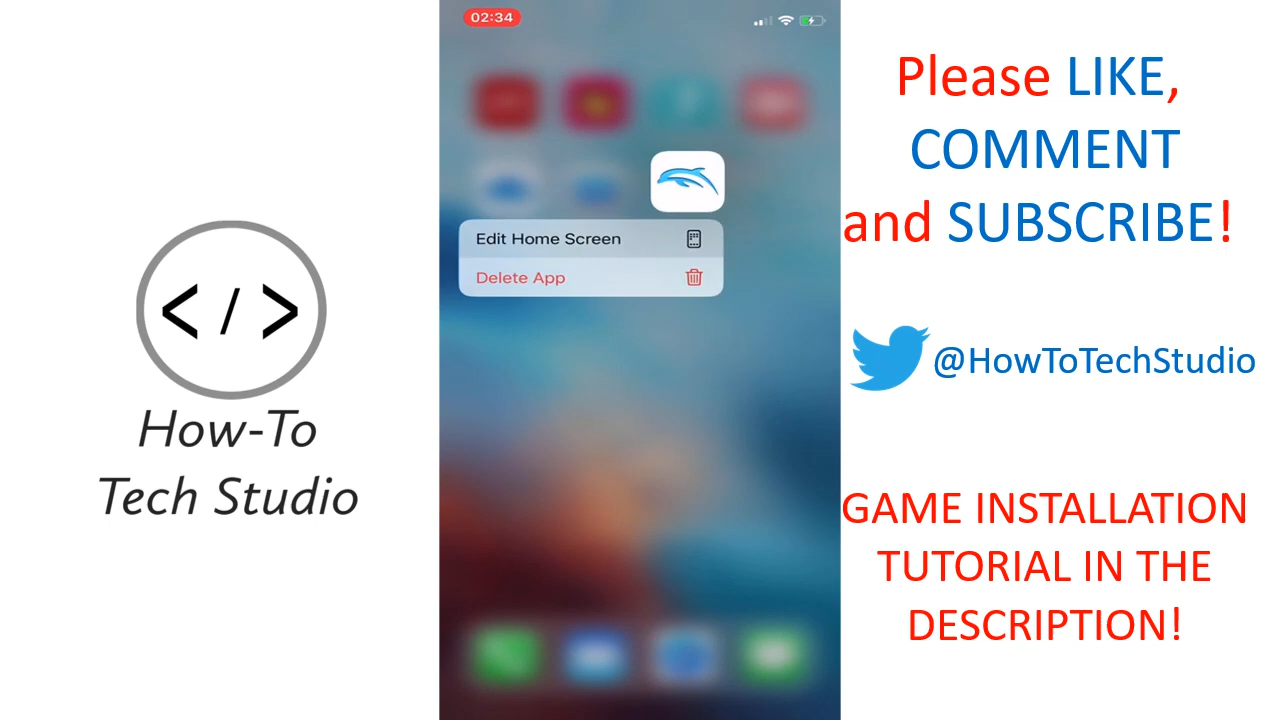 02:34
Edit Home Screen
Delete App
< / >
How-To
Tech Studio
Please LIKE,
COMMENT
and SUBSCRIBE!
@HowToTechStudio
GAME INSTALLATION
TUTORIAL IN THE
DESCRIPTION!